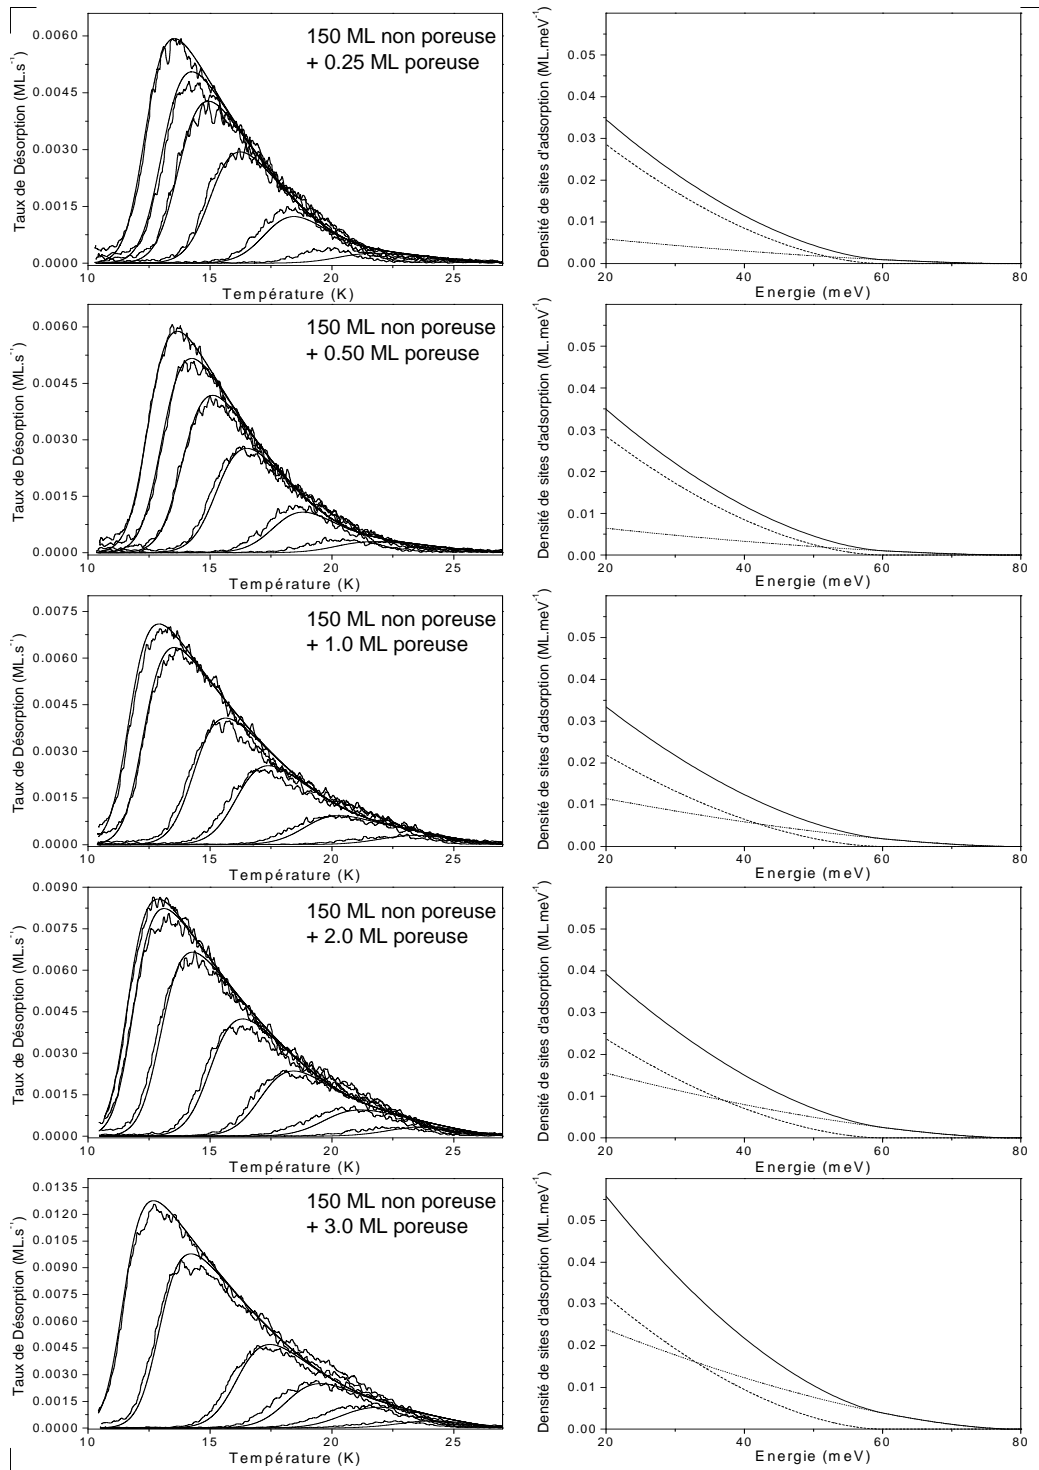 0.0060
0.0045
0.0030
0.0015
0.0000
10 15 20 25
Taux de Désorption (ML.s⁻¹)
Température (K)
150 ML non poreuse
+ 0.25 ML poreuse
0.05
0.04
0.03
0.02
0.01
0.00
20 40 60 80
Densité de sites d'adsorption (ML.meV⁻¹)
Energie (meV)
0.0060
0.0045
0.0030
0.0015
0.0000
10 15 20 25
Taux de Désorption (ML.s⁻¹)
Température (K)
150 ML non poreuse
+ 0.50 ML poreuse
0.05
0.04
0.03
0.02
0.01
0.00
20 40 60 80
Densité de sites d'adsorption (ML.meV⁻¹)
Energie (meV)
0.0075
0.0060
0.0045
0.0030
0.0015
0.0000
10 15 20 25
Taux de Désorption (ML.s⁻¹)
Température (K)
150 ML non poreuse
+ 1.0 ML poreuse
0.05
0.04
0.03
0.02
0.01
0.00
20 40 60 80
Densité de sites d'adsorption (ML.meV⁻¹)
Energie (meV)
0.0090
0.0075
0.0060
0.0045
0.0030
0.0015
0.0000
10 15 20 25
Taux de Désorption (ML.s⁻¹)
Température (K)
150 ML non poreuse
+ 2.0 ML poreuse
0.05
0.04
0.03
0.02
0.01
0.00
20 40 60 80
Densité de sites d'adsorption (ML.meV⁻¹)
Energie (meV)
0.0135
0.0120
0.0105
0.0090
0.0075
0.0060
0.0045
0.0030
0.0015
0.0000
10 15 20 25
Taux de Désorption (ML.s⁻¹)
Température (K)
150 ML non poreuse
+ 3.0 ML poreuse
0.05
0.04
0.03
0.02
0.01
0.00
20 40 60 80
Densité de sites d'adsorption (ML.meV⁻¹)
Energie (meV)